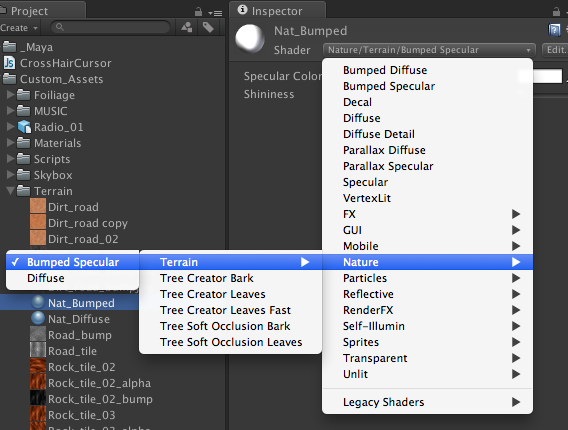 Project
Create
_Maya
CrossHairCursor
Custom_Assets
Foiliage
MUSIC
Radio_01
Materials
Scripts
Skybox
Terrain
Dirt_road
Dirt_road copy
Dirt_road_02
Nat_Bumped
Nat_Diffuse
Road_bump
Road_tile
Rock_tile_02
Rock_tile_02_alpha
Rock_tile_02_bump
Rock_tile_03
Rock_tile_03_alpha
Bumped Specular
Diffuse
Terrain
Tree Creator Bark
Tree Creator Leaves
Tree Creator Leaves Fast
Tree Soft Occlusion Bark
Tree Soft Occlusion Leaves
Inspector
Nat_Bumped
Shader Nature/Terrain/Bumped Specular Edit.
Specular Color
Shininess
Bumped Diffuse
Bumped Specular
Decal
Diffuse
Diffuse Detail
Parallax Diffuse
Parallax Specular
Specular
VertexLit
FX
GUI
Mobile
Nature
Particles
Reflective
RenderFX
Self-Illumin
Sprites
Transparent
Unlit
Legacy Shaders